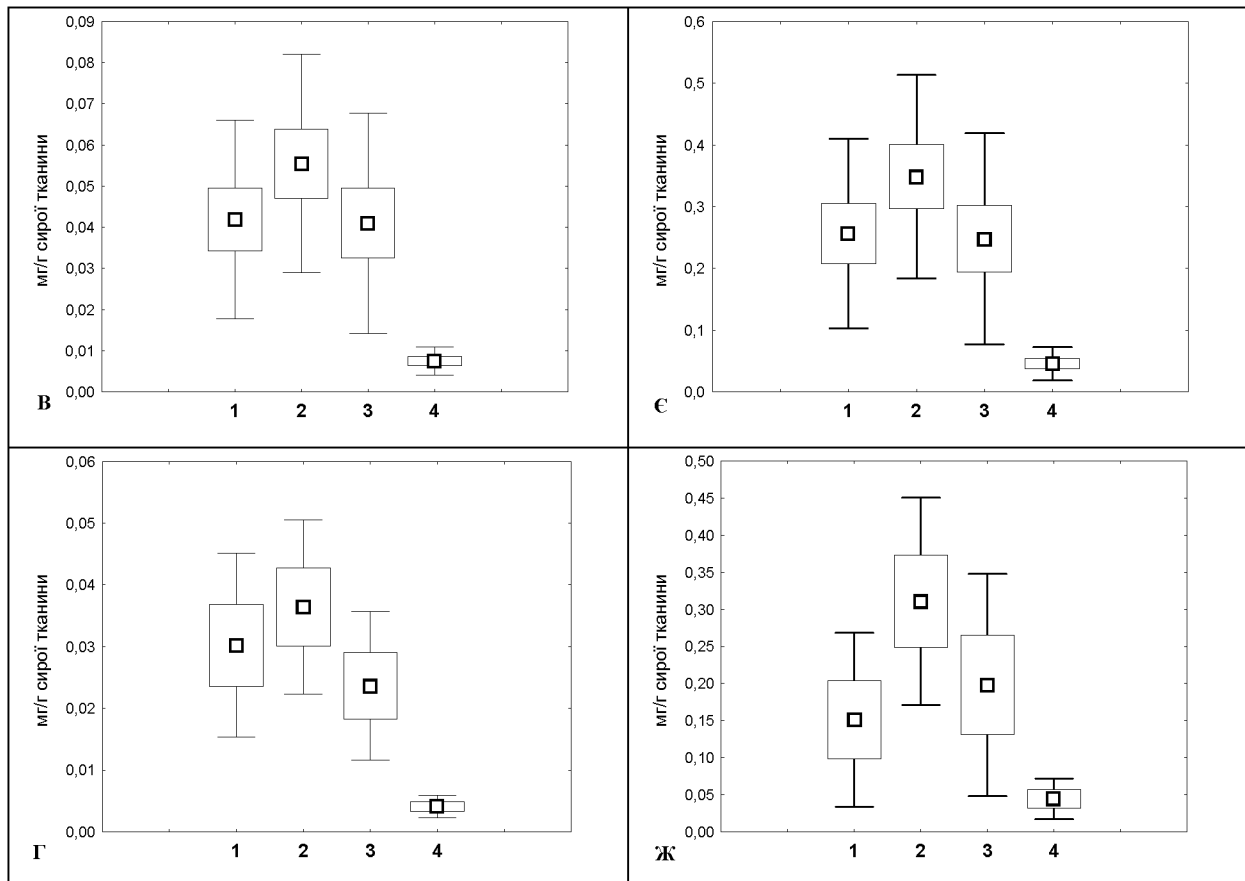 мг/г сирої тканини
0,09
0,08
0,07
0,06
0,05
0,04
0,03
0,02
0,01
0,00
1 2 3 4
В
мг/г сирої тканини
0,6
0,5
0,4
0,3
0,2
0,1
0,0
1 2 3 4
Є
мг/г сирої тканини
0,06
0,05
0,04
0,03
0,02
0,01
0,00
1 2 3 4
Г
мг/г сирої тканини
0,50
0,45
0,40
0,35
0,30
0,25
0,20
0,15
0,10
0,05
0,00
1 2 3 4
Ж